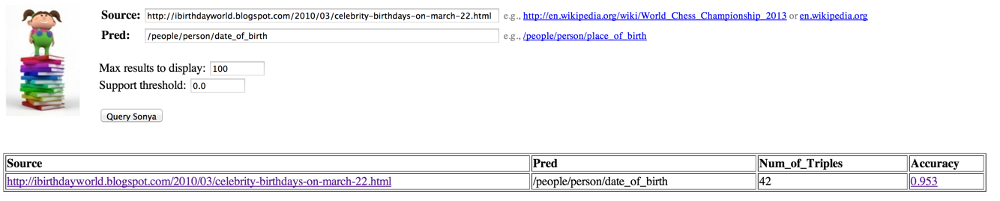 Source: http://ibirthdayworld.blogspot.com/2010/03/celebrity-birthdays-on-march-22.html e.g., http://en.wikipedia.org/wiki/World_Chess_Championship_2013 or en.wikipedia.org
Pred: /people/person/date_of_birth e.g., /people/person/place_of_birth
Max results to display: 100
Support threshold: 0.0
Query Sonya
Source Pred Num_of_Triples Accuracy
http://ibirthdayworld.blogspot.com/2010/03/celebrity-birthdays-on-march-22.html /people/person/date_of_birth 42 0.953